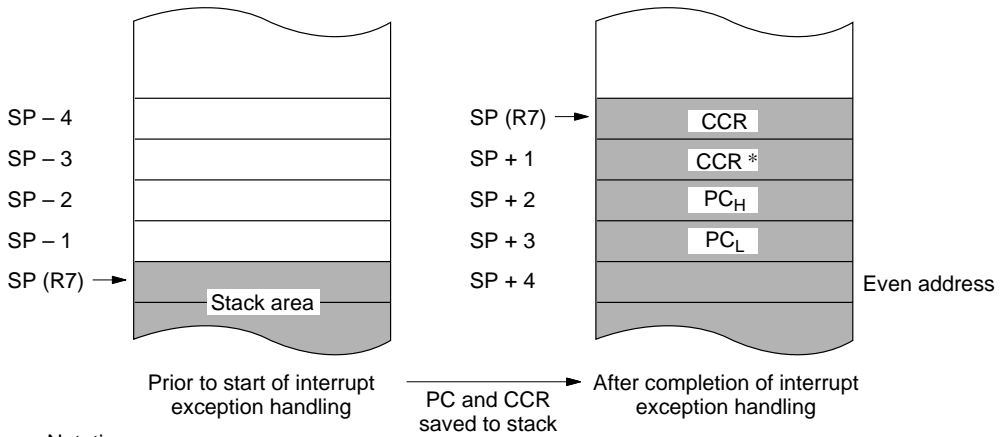 SP – 4
SP – 3
SP – 2
SP – 1
SP (R7)
Stack area
SP (R7)
SP + 1
SP + 2
SP + 3
SP + 4
CCR
CCR *
PCH
PCL
Even address
Prior to start of interrupt
exception handling
PC and CCR
saved to stack
After completion of interrupt
exception handling